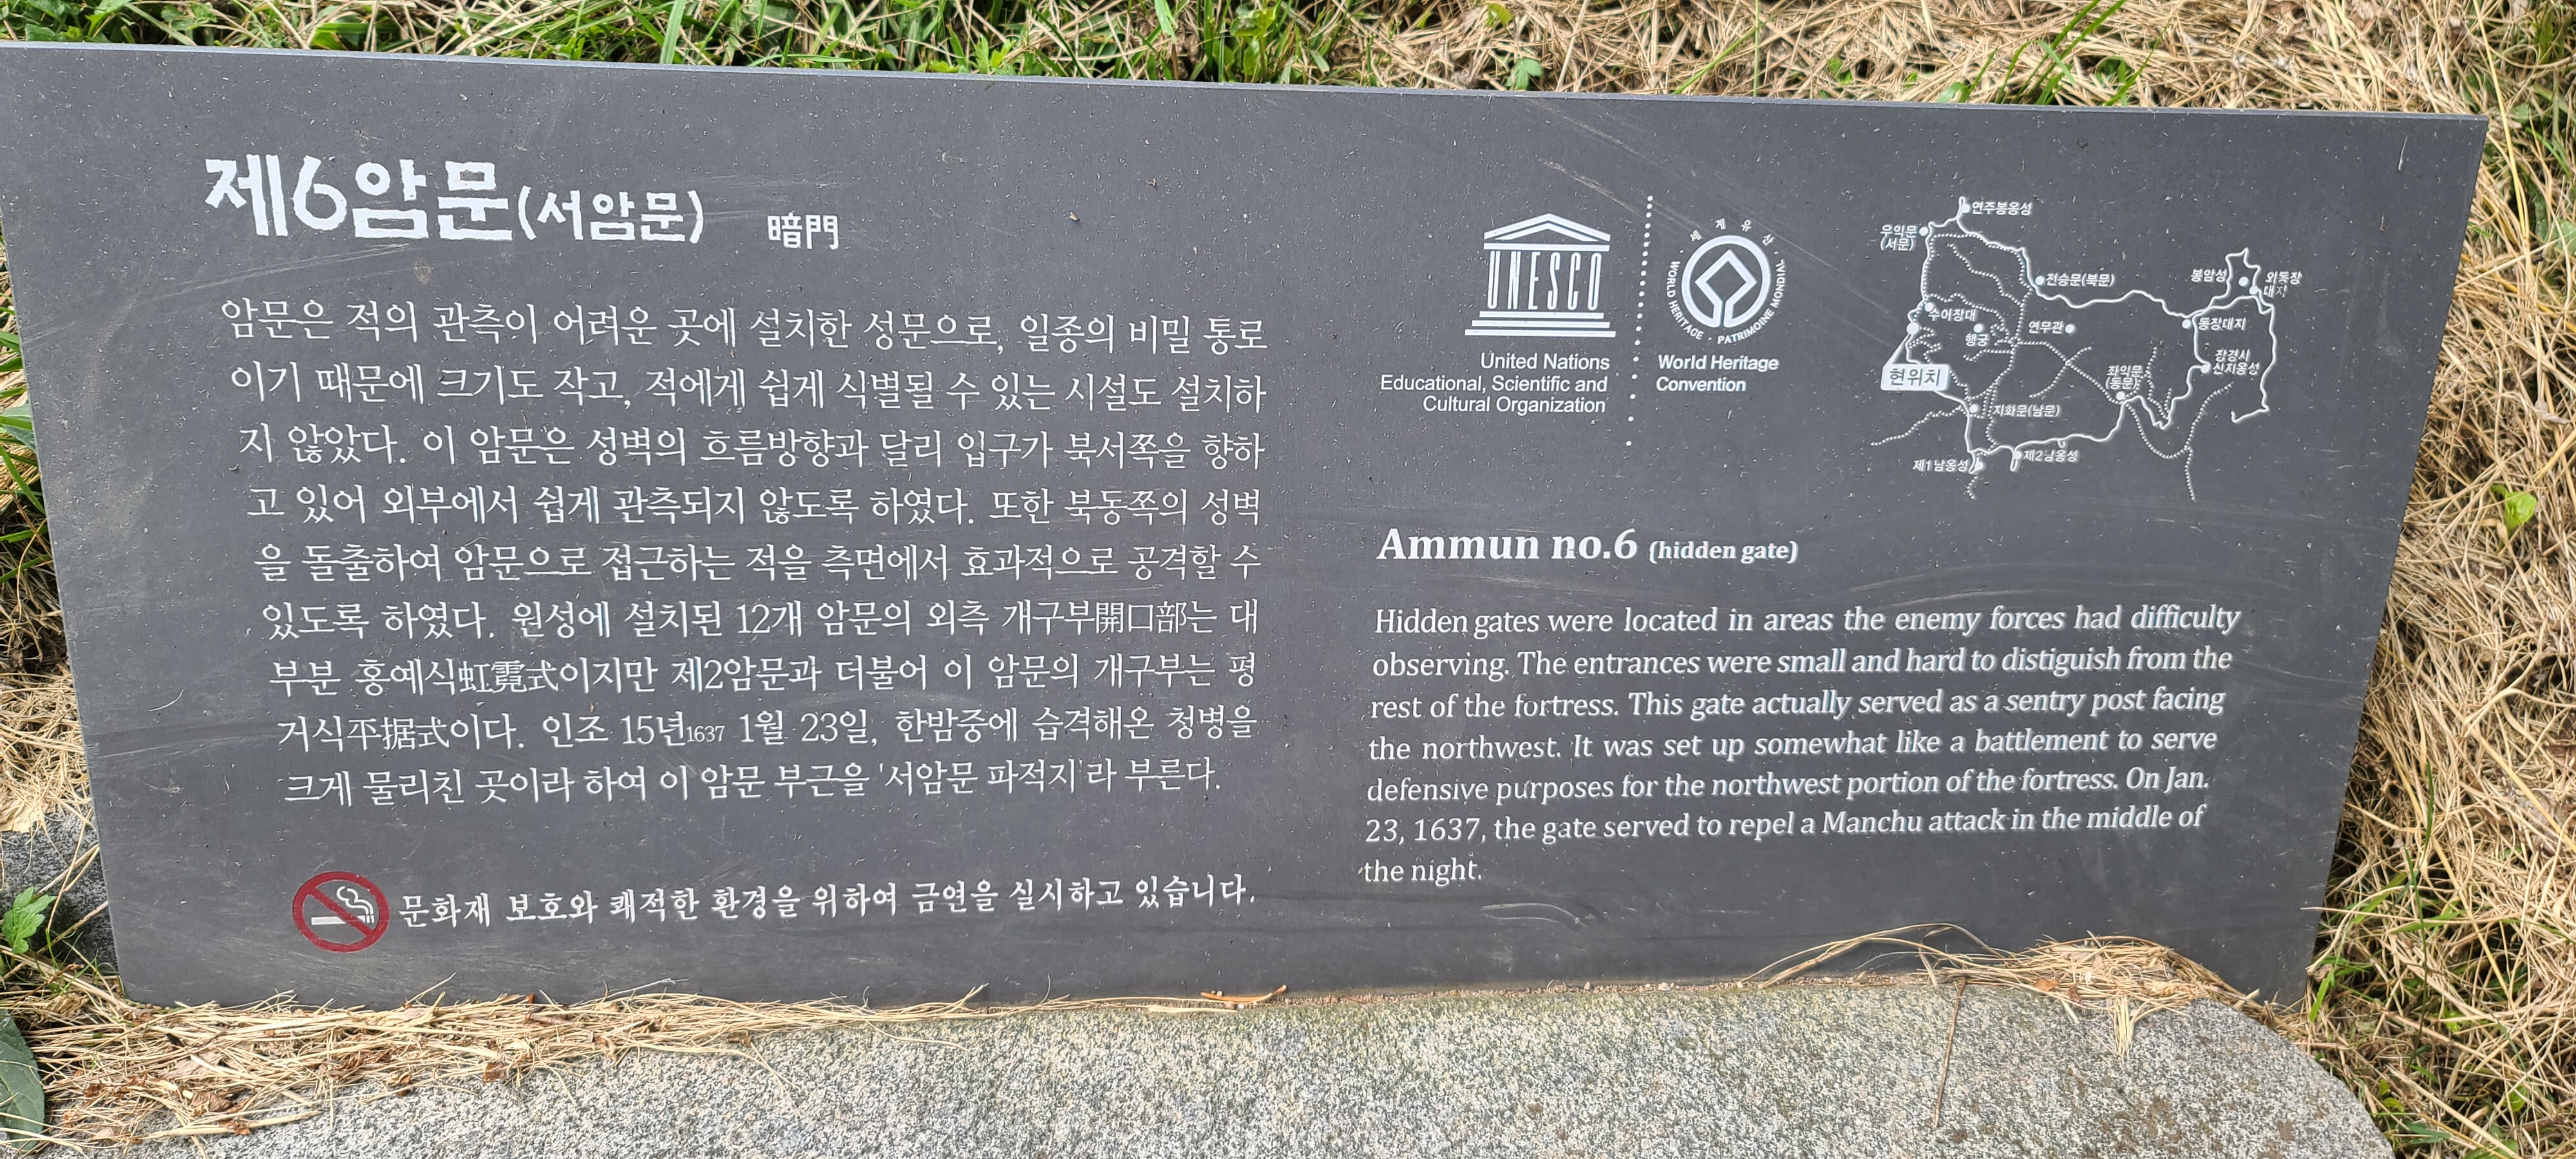 제6암문(서암문) 暗門
암문은 적의 관측이 어려운 곳에 설치한 성문으로, 일종의 비밀 통로
이기 때문에 크기도 작고, 적에게 쉽게 식별될 수 있는 시설도 설치하
지 않았다. 이 암문은 성벽의 흐름방향과 달리 입구가 북서쪽을 향하
고 있어 외부에서 쉽게 관측되지 않도록 하였다. 또한 북동쪽의 성벽
을 돌출하여 암문으로 접근하는 적을 측면에서 효과적으로 공격할 수
있도록 하였다. 원성에 설치된 12개 암문의 외측 개구부開口部는 대
부분 홍예식虹霓式이지만 제2암문과 더불어 이 암문의 개구부는 평
거식平据式이다. 인조 15년1637 1월 23일, 한밤중에 습격해온 청병을
크게 물리친 곳이라 하여 이 암문 부근을 '서암문 파적지'라 부른다.
문화재 보호와 쾌적한 환경을 위하여 금연을 실시하고 있습니다.
UNESCO
United Nations
Educational, Scientific and
Cultural Organization
세계유산
WORLD HERITAGE · PATRIMOINE MONDIAL
World Heritage
Convention
연주봉옹성
우익문
(서문)
전승문(북문)
봉암성
외동장
대지
수어장대
행궁
연무관
동장대지
장경사
신지옹성
좌익문
(동문)
현위치
지화문(남문)
제1남옹성
제2남옹성
Ammun no.6 (hidden gate)
Hidden gates were located in areas the enemy forces had difficulty
observing. The entrances were small and hard to distiguish from the
rest of the fortress. This gate actually served as a sentry post facing
the northwest. It was set up somewhat like a battlement to serve
defensive purposes for the northwest portion of the fortress. On Jan.
23, 1637, the gate served to repel a Manchu attack in the middle of
the night.